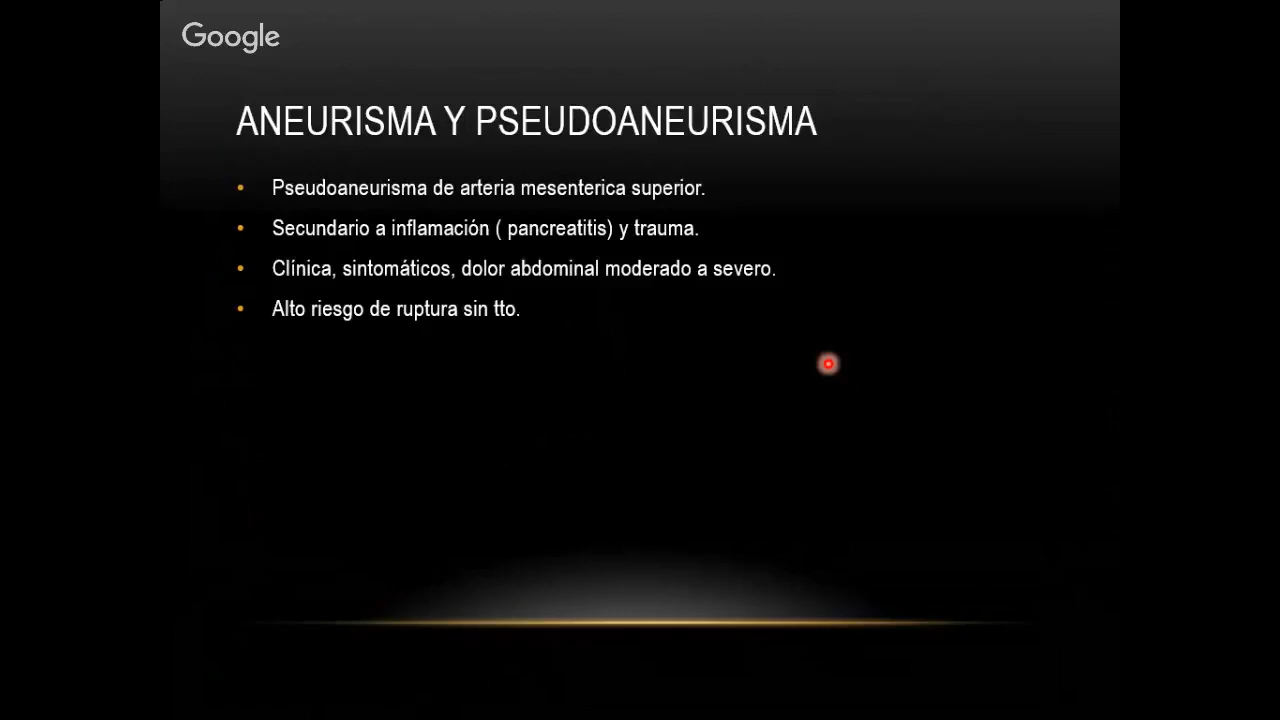 Google
ANEURISMA Y PSEUDOANEURISMA
• Pseudoaneurisma de arteria mesenterica superior.
• Secundario a inflamación ( pancreatitis) y trauma.
• Clínica, sintomáticos, dolor abdominal moderado a severo.
• Alto riesgo de ruptura sin tto.